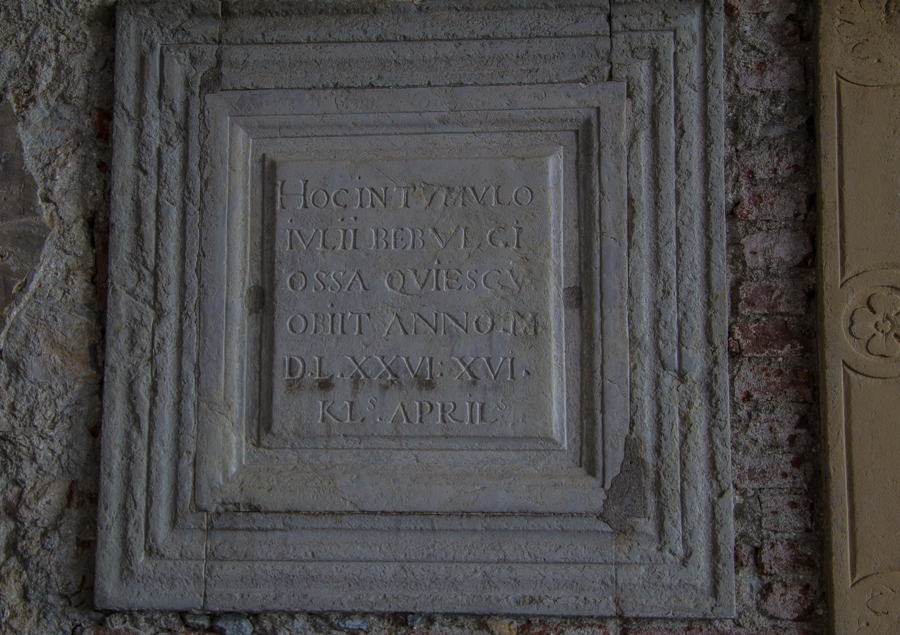 HOC IN TVMVLO
IVLII BEBVLCI
OSSA QVIESCV̄
OBIIT ANNO. M
D.L.XXVI: XVI.
KL.ˢ APRIL.ˢ